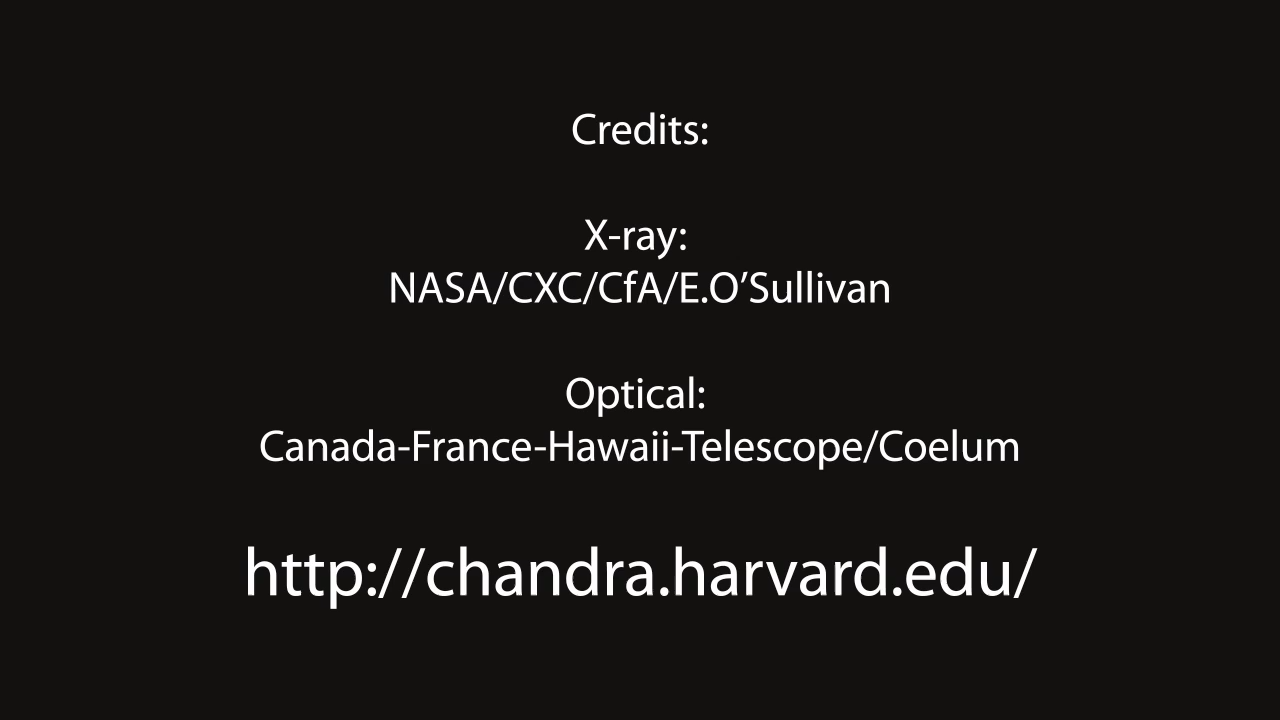 Credits:
X-ray:
NASA/CXC/CfA/E.O’Sullivan
Optical:
Canada-France-Hawaii-Telescope/Coelum
http://chandra.harvard.edu/